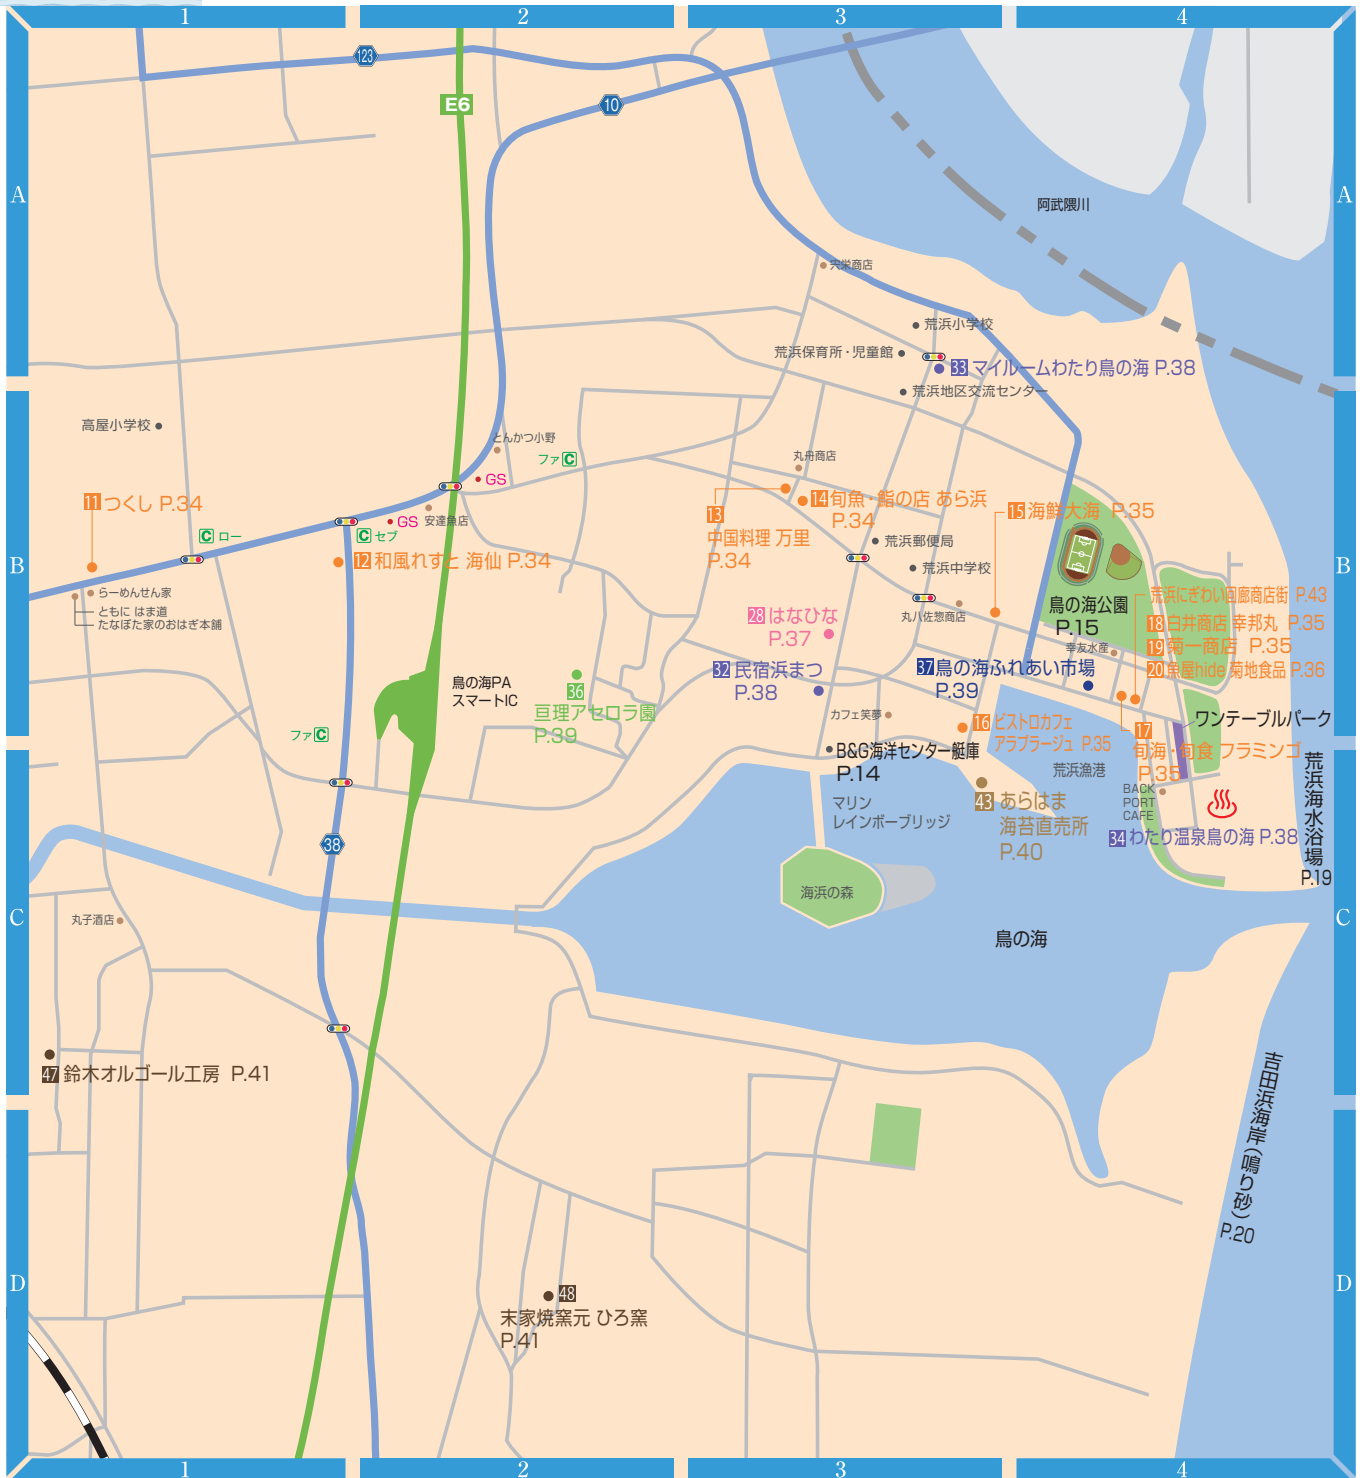 1
2
3
4
A
A
123
E6
10
阿武隈川
宍栄商店
荒浜小学校
荒浜保育所・児童館
33 マイルームわたり鳥の海 P.38
荒浜地区交流センター
高屋小学校
とんかつ小野
ファ C
丸舟商店
GS
11 つくし P.34
14 旬魚・鮨の店 あら浜
P.34
13
中国料理 万里
P.34
15 海鮮大海 P.35
GS
安達魚店
C ロー
C セブ
荒浜郵便局
12 和風れすと 海仙 P.34
荒浜中学校
B
B
らーめんせん家
ともに はま道
たなぼた家のおはぎ本舗
鳥の海公園
P.15
荒浜にぎわい回廊商店街 P.43
18 白井商店 幸邦丸 P.35
19 菊一商店 P.35
20 魚屋hide 菊地食品 P.36
丸八佐惣商店
28 はなひな
P.37
幸友水産
32 民宿浜まつ
P.38
37 鳥の海ふれあい市場
P.39
鳥の海PA
スマートIC
36
亘理アセロラ園
P.39
カフェ笑夢
16 ビストロカフェ
アラブラージュ P.35
ワンテーブルパーク
17
旬海・旬食 フラミンゴ
P.35
ファ C
B&G海洋センター艇庫
P.14
荒浜漁港
荒浜海水浴場
P.19
BACK
PORT
CAFE
マリン
レインボーブリッジ
43 あらはま
海苔直売所
P.40
34 わたり温泉鳥の海 P.38
38
海浜の森
丸子酒店
C
C
鳥の海
47 鈴木オルゴール工房 P.41
吉田浜海岸(鳴り砂)
P.20
D
D
48
末家焼窯元 ひろ窯
P.41
1
2
3
4